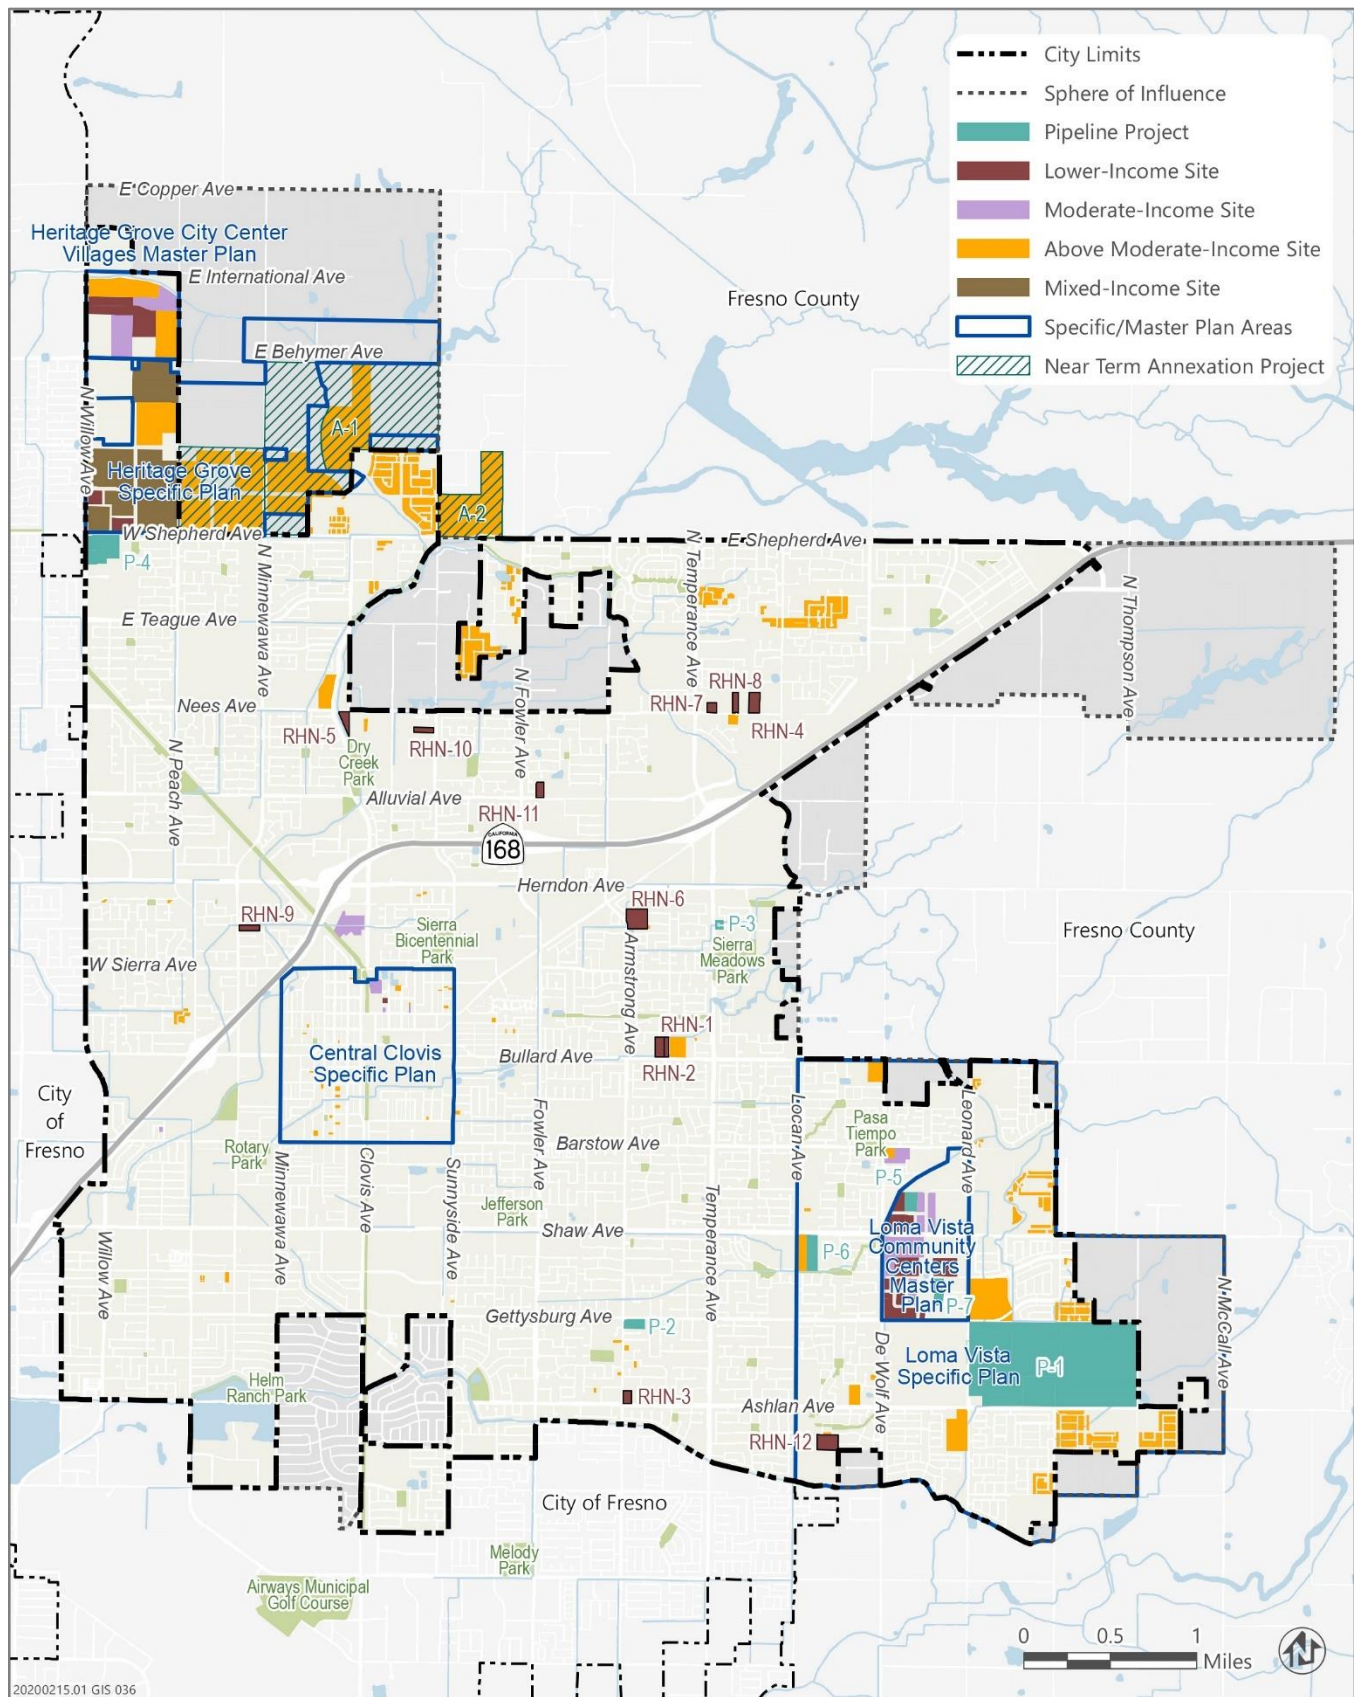 City Limits
Sphere of Influence
Pipeline Project
Lower-Income Site
Moderate-Income Site
Above Moderate-Income Site
Mixed-Income Site
Specific/Master Plan Areas
Near Term Annexation Project
E Copper Ave
Heritage Grove City Center
Villages Master Plan
E International Ave
Fresno County
E Behymer Ave
N Willow Ave
A-1
Heritage Grove
Specific Plan
A-2
W Shepherd Ave
E Shepherd Ave
P-4
N Minnewawa Ave
N Temperance Ave
N Thompson Ave
E Teague Ave
Nees Ave
N Fowler Ave
RHN-8
RHN-7
RHN-4
RHN-5
RHN-10
Dry
Creek
Park
N Peach Ave
Alluvial Ave
RHN-11
CALIFORNIA
168
Herndon Ave
RHN-9
RHN-6
P-3
Sierra
Bicentennial
Park
Sierra
Meadows
Park
Fresno County
W Sierra Ave
Armstrong Ave
RHN-1
Central Clovis
Specific Plan
Bullard Ave
RHN-2
City
of
Fresno
Locan Ave
Leonard Ave
Pasa
Tiempo
Park
Rotary
Park
Minnewawa Ave
Clovis Ave
Sunnyside Ave
Fowler Ave
Barstow Ave
P-5
Jefferson
Park
Temperance Ave
Willow Ave
Shaw Ave
P-6
Loma Vista
Community
Centers
Master
Plan
P-7
N McCall Ave
Gettysburg Ave
P-2
De Wolf Ave
Loma Vista
Specific Plan
P-1
Helm
Ranch Park
RHN-3
Ashlan Ave
RHN-12
City of Fresno
Melody
Park
Airways Municipal
Golf Course
0 0.5 1
Miles
N
20200215.01 GIS 036